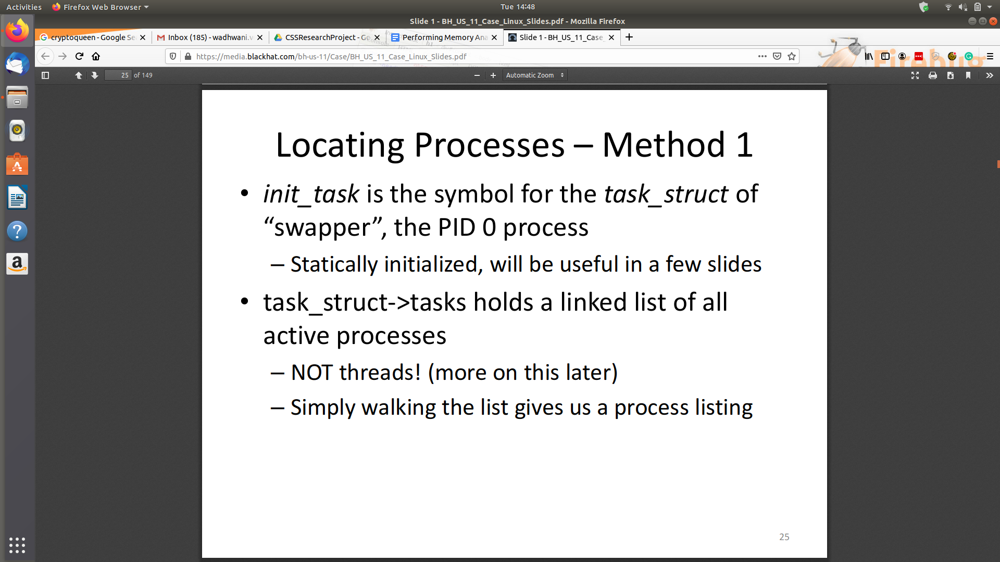 Activities Firefox Web Browser Tue 14:48
Slide 1 - BH_US_11_Case_Linux_Slides.pdf - Mozilla Firefox
cryptoqueen - Google Se Inbox (185) - wadhwani.v CSSResearchProject - Go Performing Memory Ana Slide 1 - BH_US_11_Case_
https://media.blackhat.com/bh-us-11/Case/BH_US_11_Case_Linux_Slides.pdf
Firebug
25 of 149 Automatic Zoom
Locating Processes – Method 1
• init_task is the symbol for the task_struct of
“swapper”, the PID 0 process
– Statically initialized, will be useful in a few slides
• task_struct->tasks holds a linked list of all
active processes
– NOT threads! (more on this later)
– Simply walking the list gives us a process listing
25